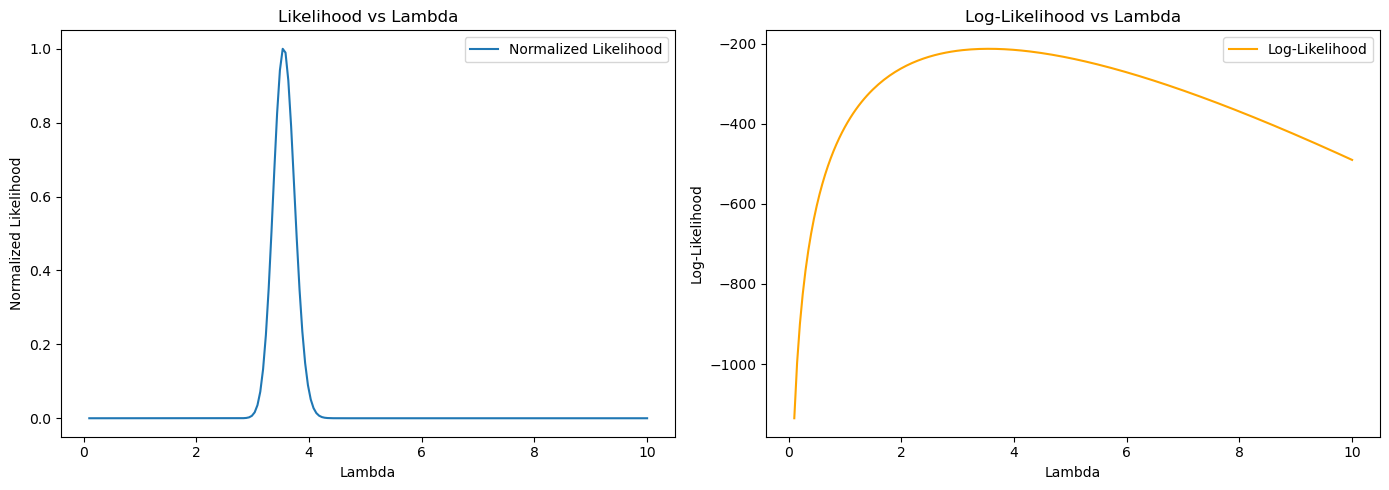 Likelihood vs Lambda
Normalized Likelihood
1.0
0.8
0.6
0.4
0.2
0.0
Normalized Likelihood
0 2 4 6 8 10
Lambda
Log-Likelihood vs Lambda
Log-Likelihood
−200
−400
−600
−800
−1000
Log-Likelihood
0 2 4 6 8 10
Lambda